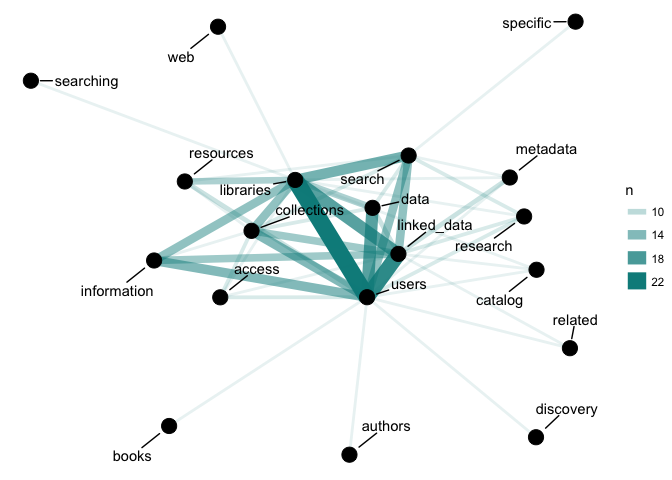 specific
web
searching
resources
metadata
search
libraries
data
n
collections
10
linked_data
14
research
18
access
22
information
users
catalog
related
discovery
authors
books